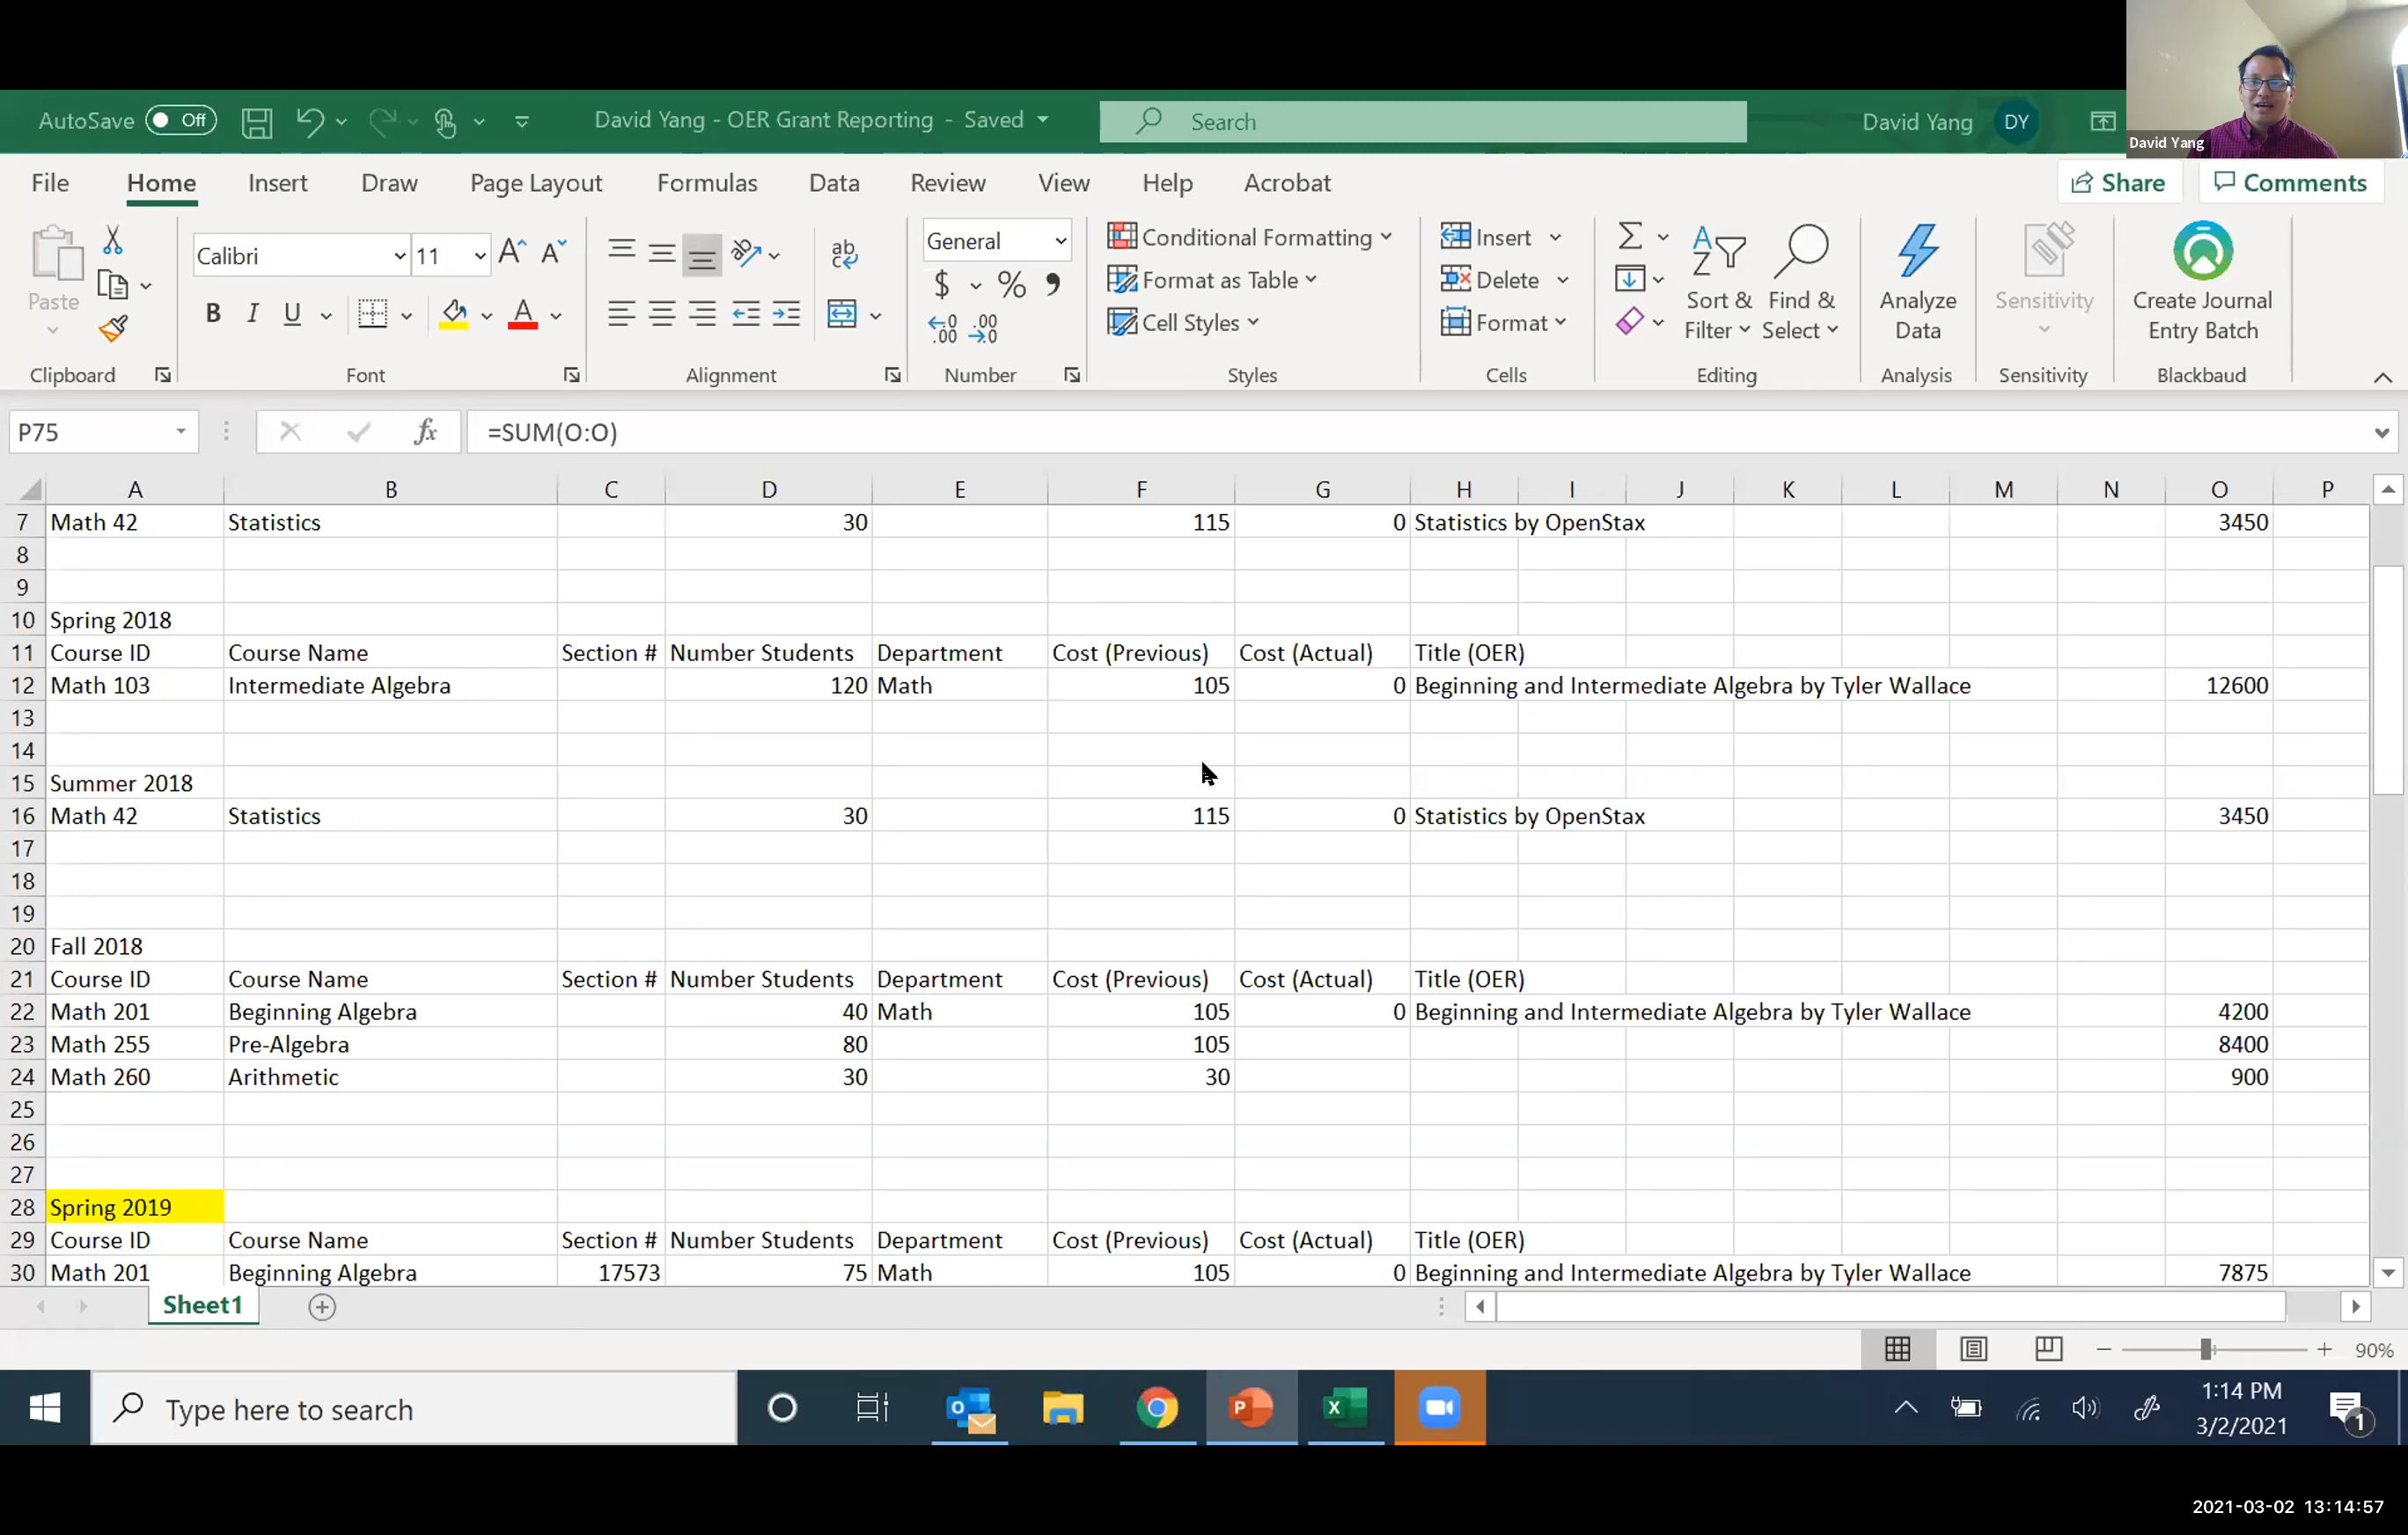 AutoSave Off David Yang - OER Grant Reporting - Saved Search David Yang DY
David Yang
File Home Insert Draw Page Layout Formulas Data Review View Help Acrobat Share Comments
Paste Calibri 11 A A ab c General Conditional Formatting Insert A Z
B I U A $ % , Format as Table Delete Sort & Filter Find & Select Analyze Data Sensitivity Create Journal Entry Batch
.00 .00 Cell Styles Format
Clipboard Font Alignment Number Styles Cells Editing Analysis Sensitivity Blackbaud
P75 fx =SUM(O:O)
A B C D E F G H I J K L M N O P
7 Math 42 Statistics 30 115 0 Statistics by OpenStax 3450
8
9
10 Spring 2018
11 Course ID Course Name Section # Number Students Department Cost (Previous) Cost (Actual) Title (OER)
12 Math 103 Intermediate Algebra 120 Math 105 0 Beginning and Intermediate Algebra by Tyler Wallace 12600
13
14
15 Summer 2018
16 Math 42 Statistics 30 115 0 Statistics by OpenStax 3450
17
18
19
20 Fall 2018
21 Course ID Course Name Section # Number Students Department Cost (Previous) Cost (Actual) Title (OER)
22 Math 201 Beginning Algebra 40 Math 105 0 Beginning and Intermediate Algebra by Tyler Wallace 4200
23 Math 255 Pre-Algebra 80 105 8400
24 Math 260 Arithmetic 30 30 900
25
26
27
28 Spring 2019
29 Course ID Course Name Section # Number Students Department Cost (Previous) Cost (Actual) Title (OER)
30 Math 201 Beginning Algebra 17573 75 Math 105 0 Beginning and Intermediate Algebra by Tyler Wallace 7875
Sheet1
90%
Type here to search 1:14 PM
3/2/2021 1
2021-03-02 13:14:57